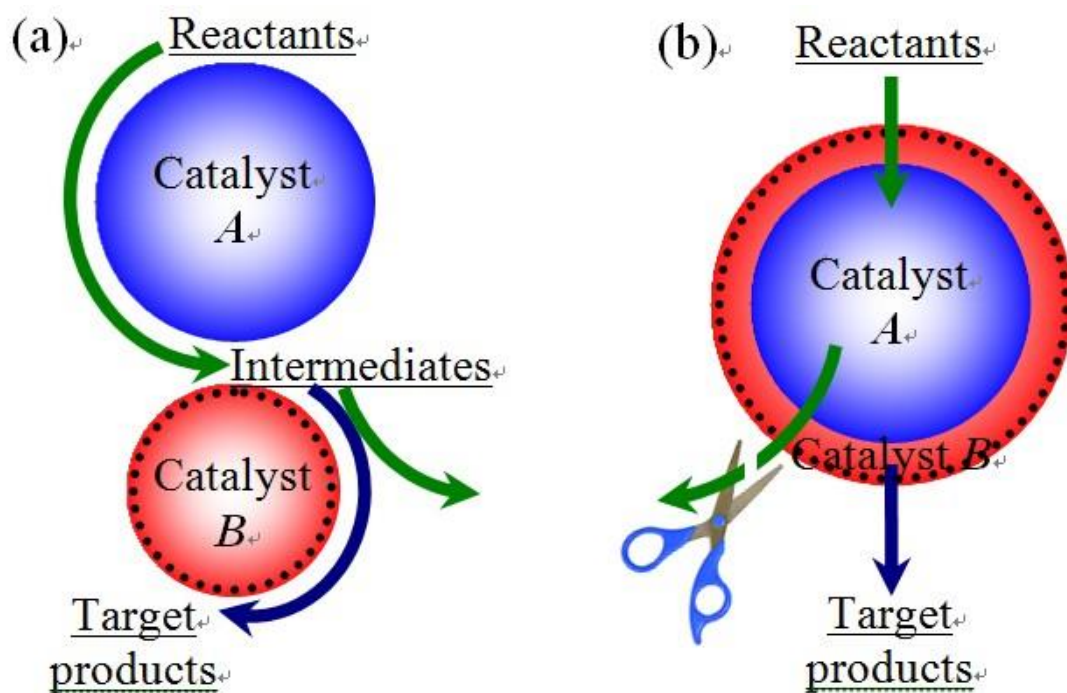 (a)
Reactants
Catalyst
A
Intermediates
Catalyst
B
Target
products
(b)
Reactants
Catalyst
A
Catalyst B
Target
products